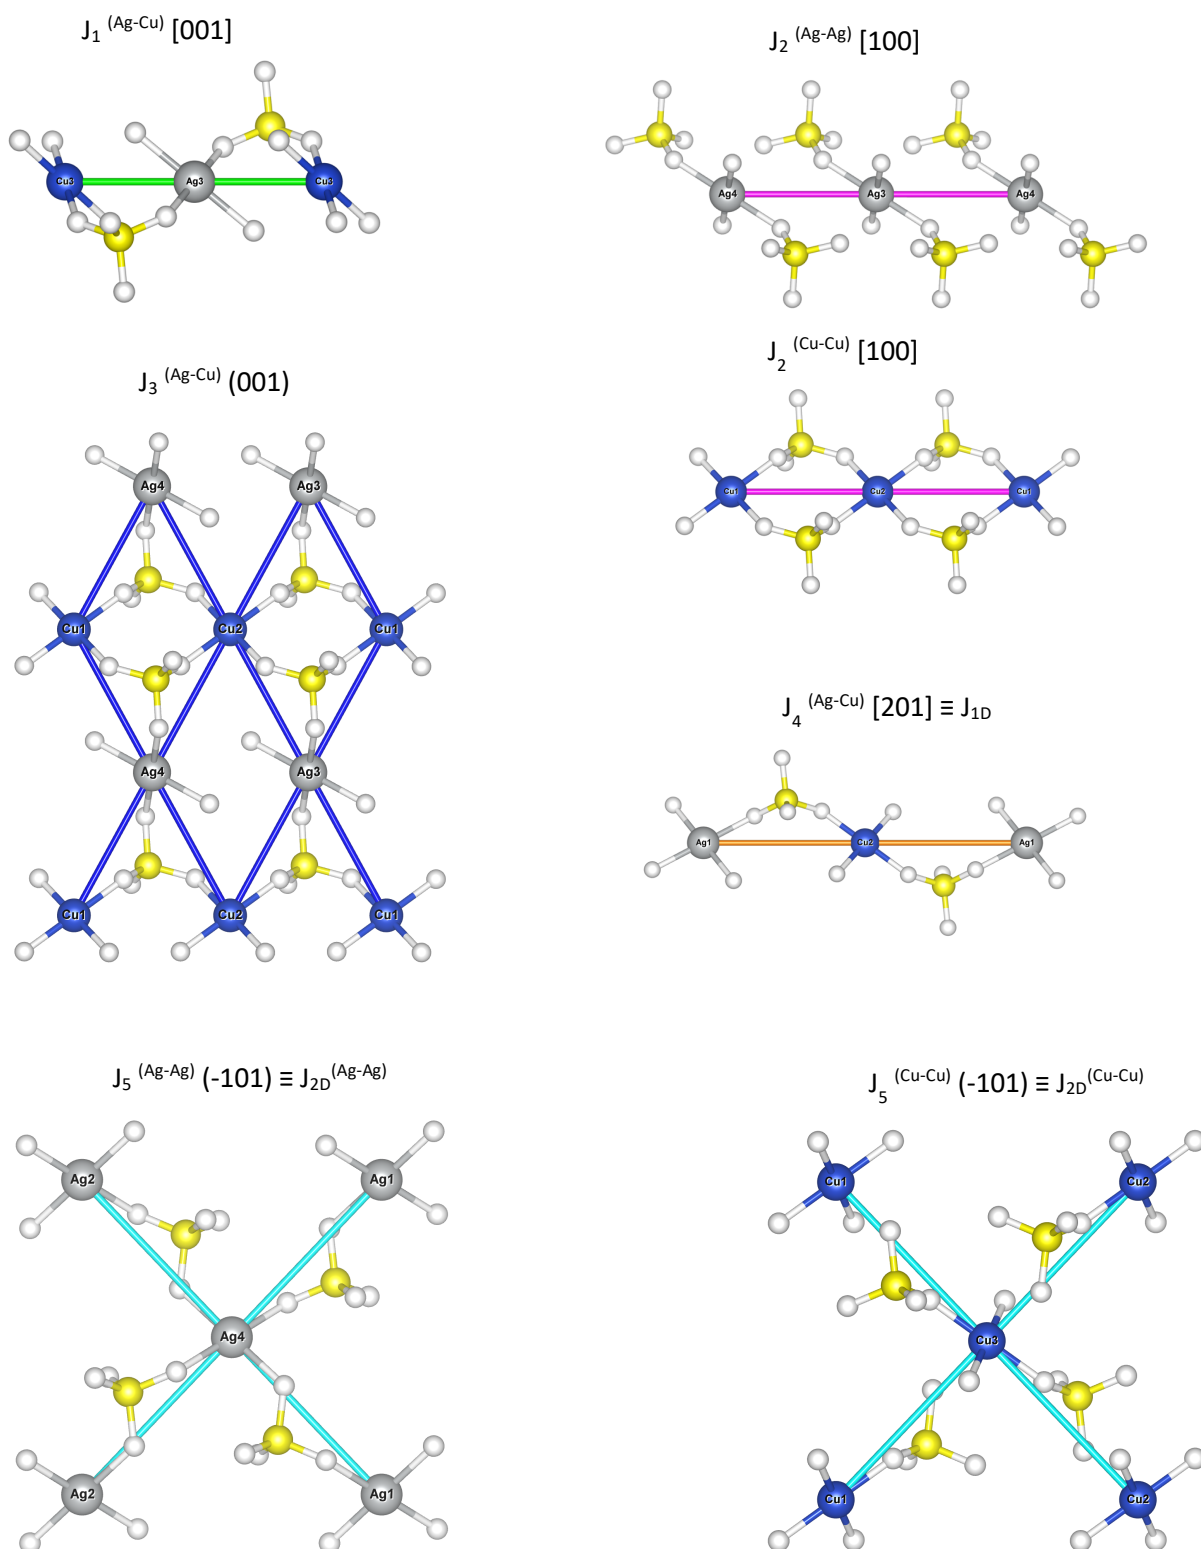 J1 (Ag-Cu) [001]
Cu3 Ag3 Cu3
J2 (Ag-Ag) [100]
Ag4 Ag3 Ag4
J2 (Cu-Cu) [100]
Cu1 Cu2 Cu1
J3 (Ag-Cu) (001)
Ag4 Ag3
Cu1 Cu2 Cu1
Ag4 Ag3
Cu1 Cu2 Cu1
J4 (Ag-Cu) [201] ≡ J1D
Ag1 Cu2 Ag1
J5 (Ag-Ag) (-101) ≡ J2D(Ag-Ag)
Ag2 Ag1
Ag4
Ag2 Ag1
J5 (Cu-Cu) (-101) ≡ J2D(Cu-Cu)
Cu1 Cu2
Cu3
Cu1 Cu2